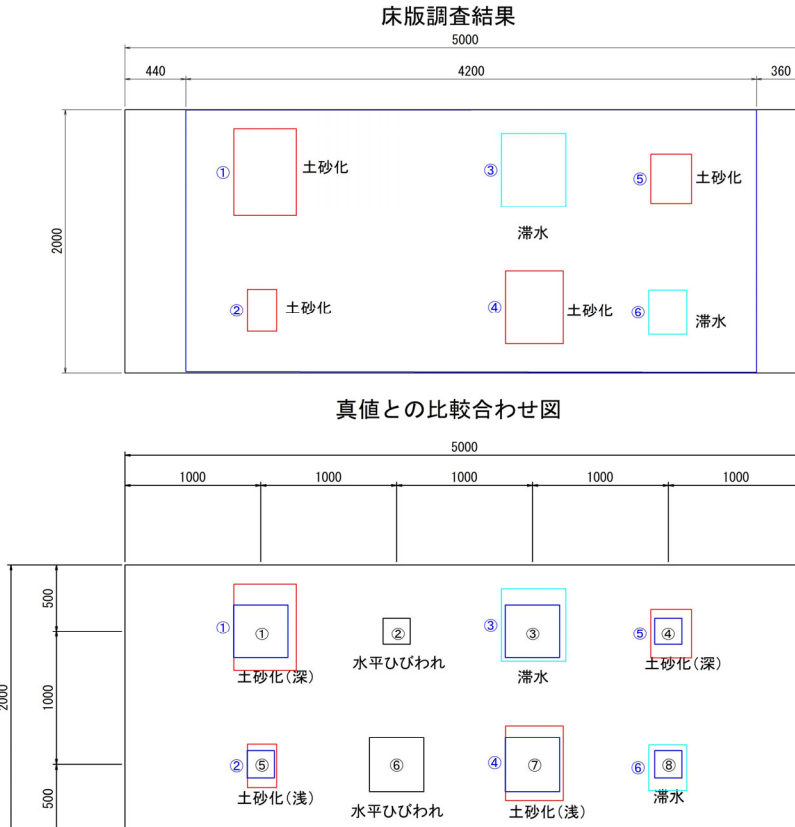 床版調査結果
5000
440
4200
360
①
土砂化
③
滞水
⑤
土砂化
2000
②
土砂化
④
土砂化
⑥
滞水
真値との比較合わせ図
5000
1000
1000
1000
1000
1000
500
①
①
土砂化(深)
②
水平ひびわれ
③
③
滞水
⑤
④
土砂化(深)
2000
1000
②
⑤
土砂化(浅)
⑥
水平ひびわれ
④
⑦
土砂化(浅)
⑥
⑧
滞水
500